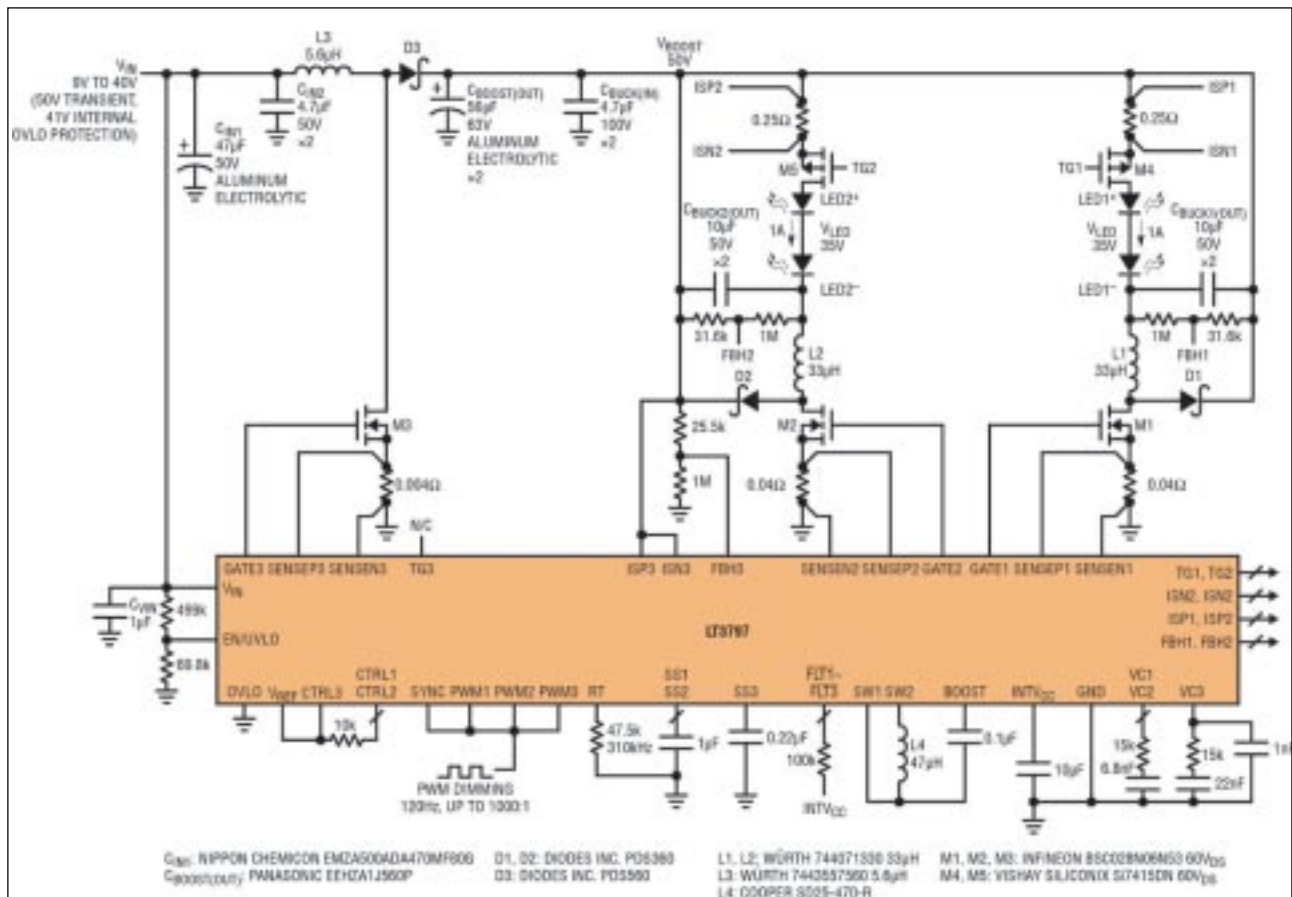 L3
5.6µH
D3
VBOOST
50V
VIN
9V TO 40V
(50V TRANSIENT,
41V INTERNAL
OVLO PROTECTION)
CIN1
47µF
50V
ALUMINUM
ELECTROLYTIC
CIN2
4.7µF
50V
×2
CBOOST(OUT)
56µF
63V
ALUMINUM
ELECTROLYTIC
×2
CBUCK(IN)
4.7µF
100V
×2
ISP2
0.25Ω
ISN2
M5
TG2
LED2+
1A
VLED
35V
LED2–
CBUCK2(OUT)
10µF
50V
×2
31.6k
1M
FBH2
L2
33µH
D2
ISP1
0.25Ω
ISN1
TG1
M4
LED1+
VLED
35V
1A
LED1–
CBUCK1(OUT)
10µF
50V
×2
1M
31.6k
FBH1
L1
33µH
D1
M3
0.004Ω
N/C
25.5k
1M
M2
0.04Ω
M1
0.04Ω
GATE3 SENSEP3 SENSEN3 TG3 ISP3 ISN3 FBH3 SENSEN2 SENSEP2 GATE2 GATE1 SENSEP1 SENSEN1
VIN
EN/UVLO
LT3797
TG1, TG2
ISN2, ISN2
ISP1, ISP2
FBH1, FBH2
CVIN
1µF
499k
OVLO VREF CTRL3 CTRL1 CTRL2 SYNC PWM1 PWM2 PWM3 RT SS1 SS2 SS3 FLT1– FLT3 SW1 SW2 BOOST INTVCC GND VC1 VC2 VC3
10k
47.5k
310kHz
1µF
0.22µF
100k
INTVCC
L4
47µH
0.1µF
10µF
15k
6.8nF
15k
22nF
PWM DIMMING
120Hz, UP TO 1000:1
CIN1: NIPPON CHEMICON EMZA500ADA470MF80G
CBOOST(OUT): PANASONIC EEHZA1J560P
D1, D2: DIODES INC. PDS360
D3: DIODES INC. PDS560
L1, L2; WÜRTH 744071330 33µH
L3: WÜRTH 7443557560 5.6µH
L4: COOPER SD25-470-R
M1, M2, M3: INFINEON BSC028N06NS3 60VDS
M4, M5: VISHAY SILICONIX Si7415DN 60VDS